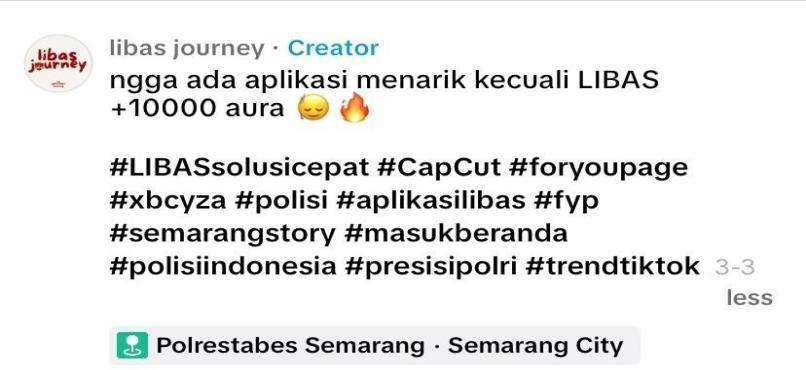 libas
journey
libas journey · Creator
ngga ada aplikasi menarik kecuali LIBAS
+10000 aura 😓🔥
#LIBASsolusicepat #CapCut #foryoupage
#xbcyza #polisi #aplikasilibas #fyp
#semarangstory #masukberanda
#polisiindonesia #presisipolri #trendtiktok 3-3
less
Polrestabes Semarang · Semarang City